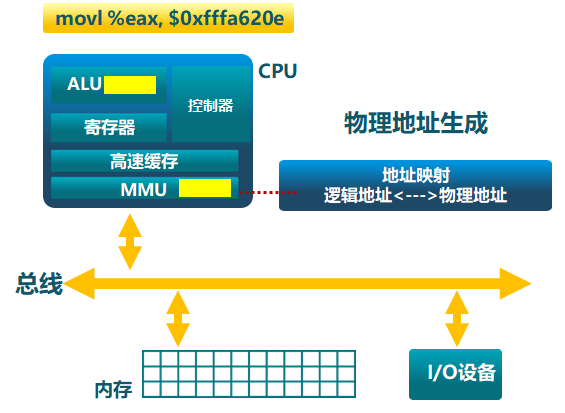 movl %eax, $0xfffa620e
CPU
ALU
控制器
寄存器
高速缓存
MMU
物理地址生成
地址映射
逻辑地址<--->物理地址
总线
内存
I/O设备